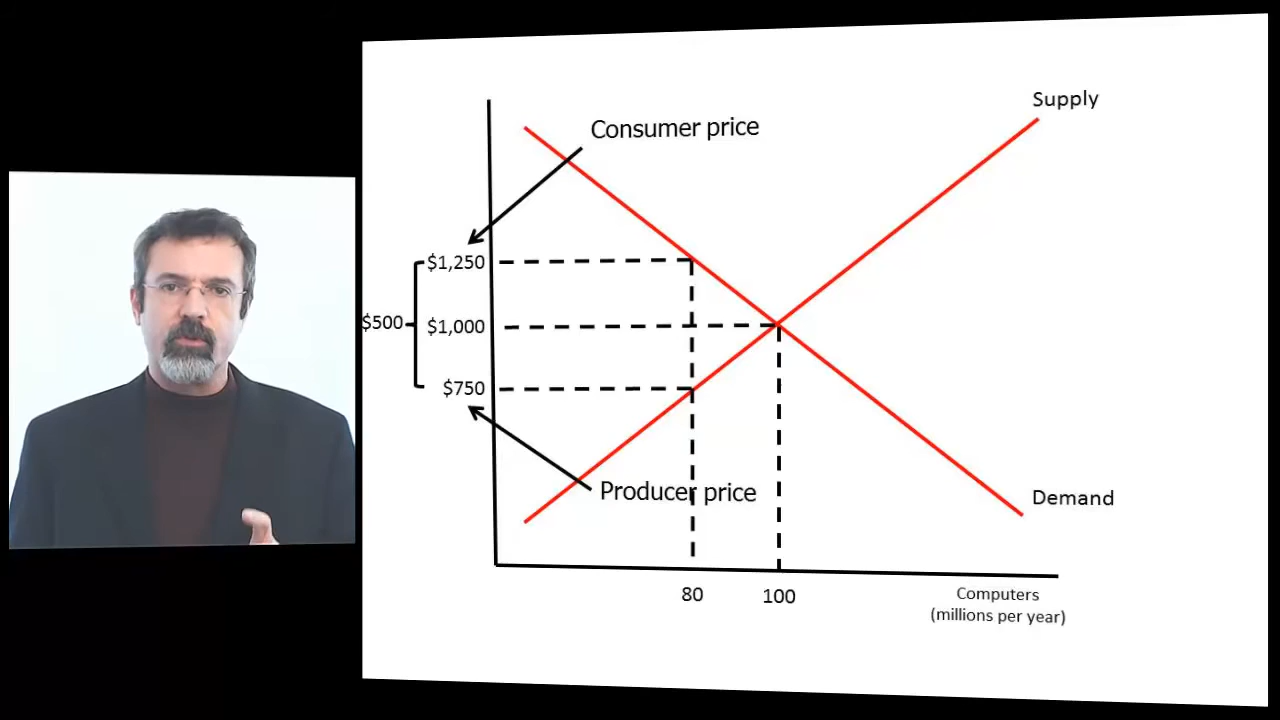 Supply
Consumer price
$1,250
$500
$1,000
$750
Producer price
Demand
80
100
Computers
(millions per year)